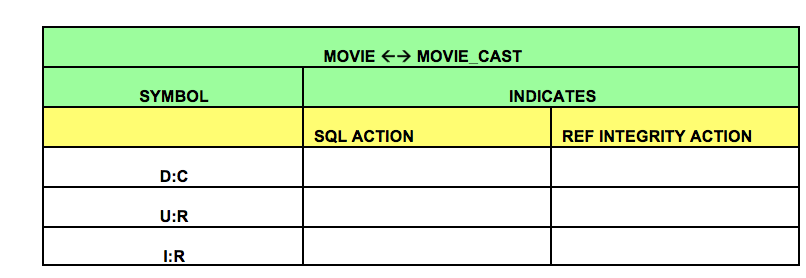 MOVIE ←→ MOVIE_CAST
SYMBOL INDICATES
SQL ACTION REF INTEGRITY ACTION
D:C
U:R
I:R